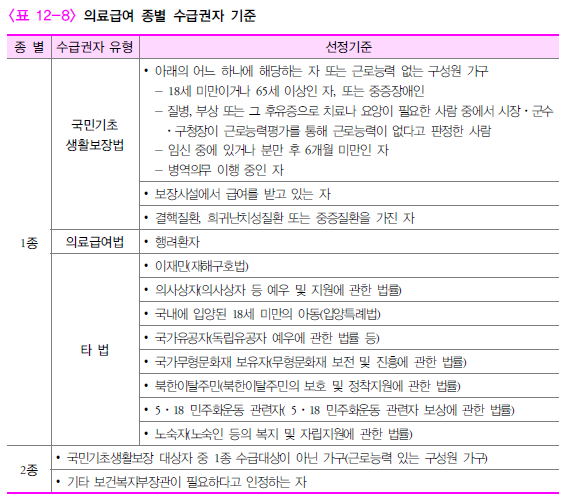 〈표 12-8〉 의료급여 종별 수급권자 기준
종 별 수급권자 유형 선정기준
1종
국민기초
생활보장법
• 아래의 어느 하나에 해당하는 자 또는 근로능력 없는 구성원 가구
– 18세 미만이거나 65세 이상인 자, 또는 중증장애인
– 질병, 부상 또는 그 후유증으로 치료나 요양이 필요한 사람 중에서 시장・군수
・구청장이 근로능력평가를 통해 근로능력이 없다고 판정한 사람
– 임신 중에 있거나 분만 후 6개월 미만인 자
– 병역의무 이행 중인 자
• 보장시설에서 급여를 받고 있는 자
• 결핵질환, 희귀난치성질환 또는 중증질환을 가진 자
의료급여법 • 행려환자
타 법
• 이재민(재해구호법)
• 의사상자(의사상자 등 예우 및 지원에 관한 법률)
• 국내에 입양된 18세 미만의 아동(입양특례법)
• 국가유공자(독립유공자 예우에 관한 법률 등)
• 국가무형문화재 보유자(무형문화재 보전 및 진흥에 관한 법률)
• 북한이탈주민(북한이탈주민의 보호 및 정착지원에 관한 법률)
• 5・18 민주화운동 관련자( 5・18 민주화운동 관련자 보상에 관한 법률)
• 노숙자(노숙인 등의 복지 및 자립지원에 관한 법률)
2종
• 국민기초생활보장 대상자 중 1종 수급대상이 아닌 가구(근로능력 있는 구성원 가구)
• 기타 보건복지부장관이 필요하다고 인정하는 자